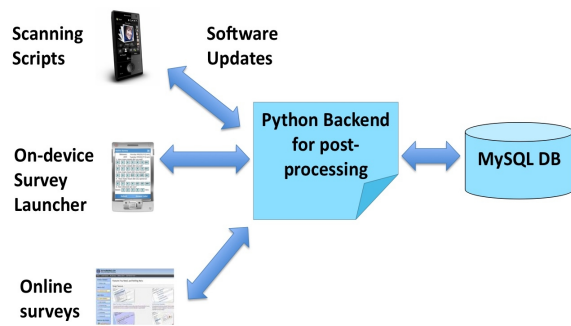 Scanning
Scripts
Software
Updates
Python Backend
for post-
processing
MySQL DB
On-device
Survey
Launcher
Online
surveys